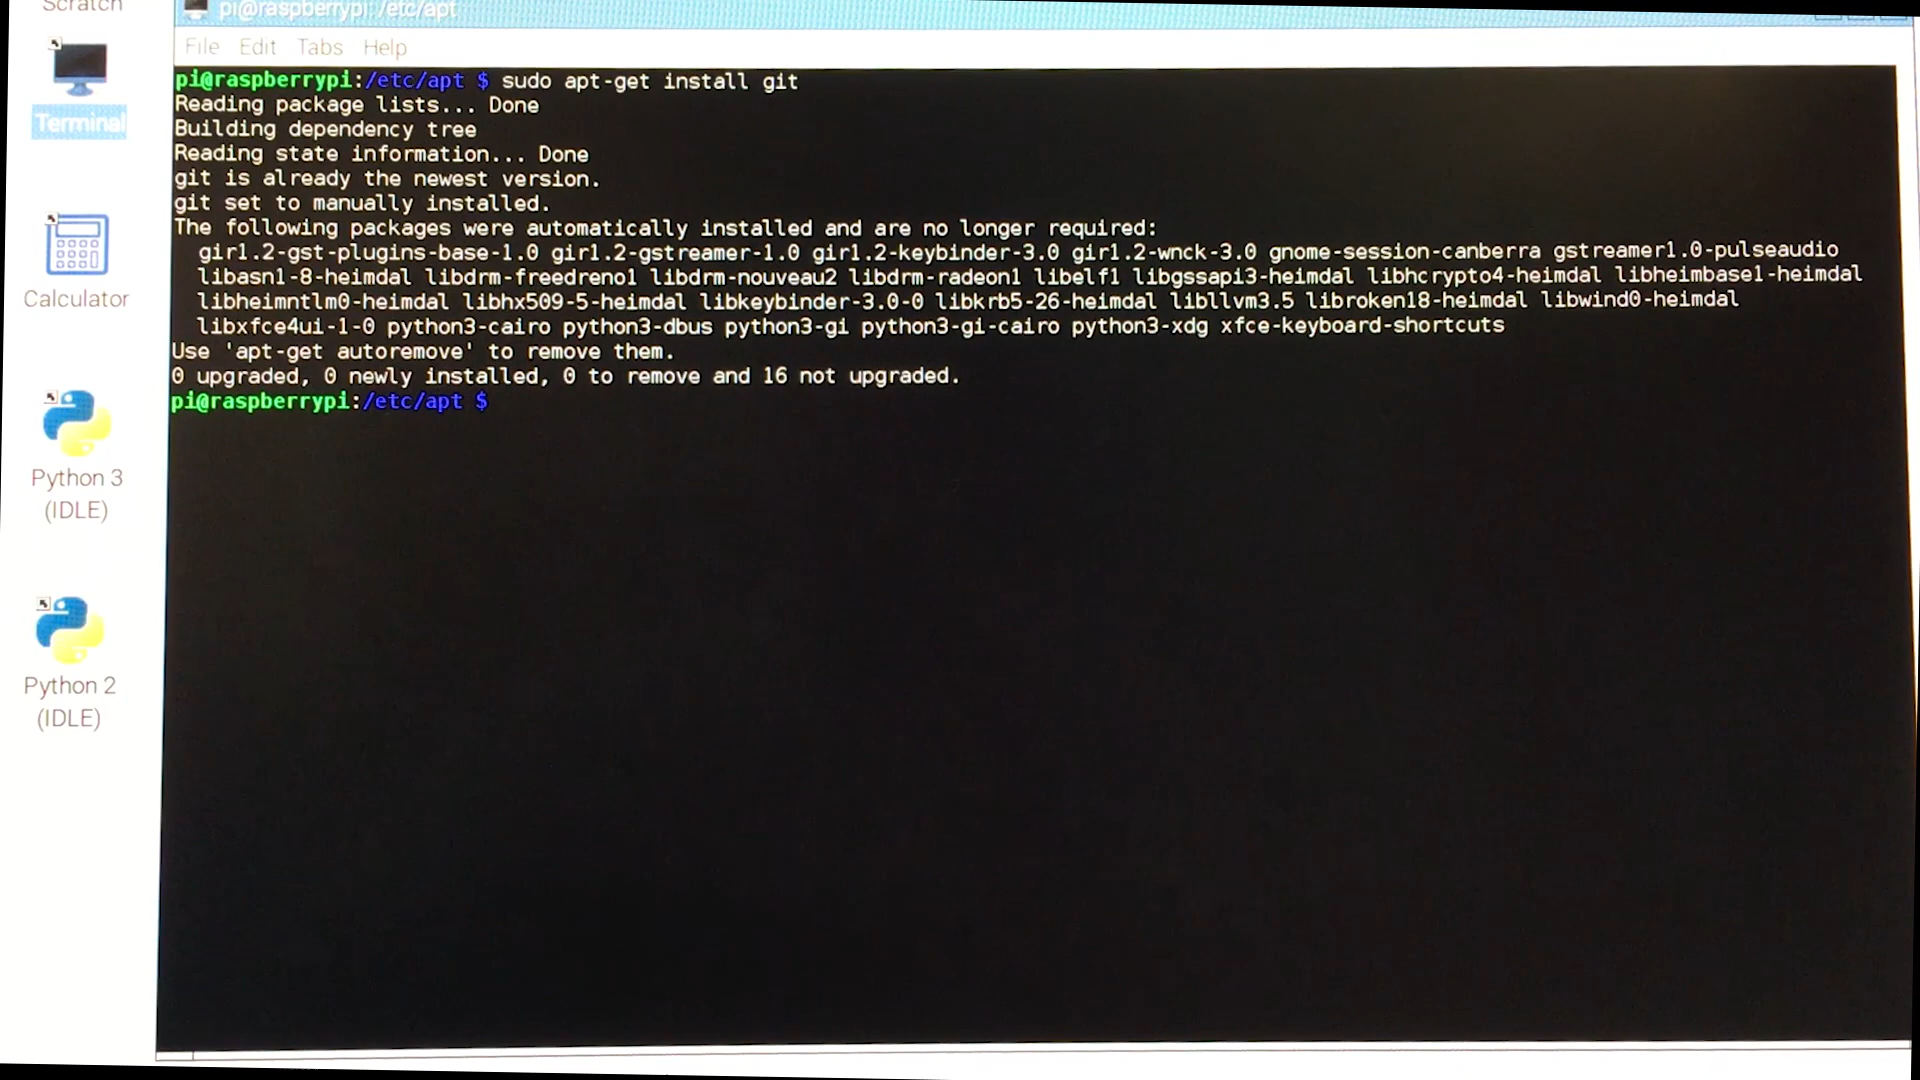 Scratch
pi@raspberrypi: /etc/apt
File Edit Tabs Help
Terminal
Calculator
Python 3
(IDLE)
Python 2
(IDLE)
pi@raspberrypi:/etc/apt $ sudo apt-get install git
Reading package lists... Done
Building dependency tree
Reading state information... Done
git is already the newest version.
git set to manually installed.
The following packages were automatically installed and are no longer required:
gir1.2-gst-plugins-base-1.0 gir1.2-gstreamer-1.0 gir1.2-keybinder-3.0 gir1.2-wnck-3.0 gnome-session-canberra gstreamer1.0-pulseaudio
libasn1-8-heimdal libdrm-freedreno1 libdrm-nouveau2 libdrm-radeon1 libelf1 libgssapi3-heimdal libhcrypto4-heimdal libheimbase1-heimdal
libheimntlm0-heimdal libhx509-5-heimdal libkeybinder-3.0-0 libkrb5-26-heimdal libllvm3.5 libroken18-heimdal libwind0-heimdal
libxfce4ui-1-0 python3-cairo python3-dbus python3-gi python3-gi-cairo python3-xdg xfce-keyboard-shortcuts
Use 'apt-get autoremove' to remove them.
0 upgraded, 0 newly installed, 0 to remove and 16 not upgraded.
pi@raspberrypi:/etc/apt $